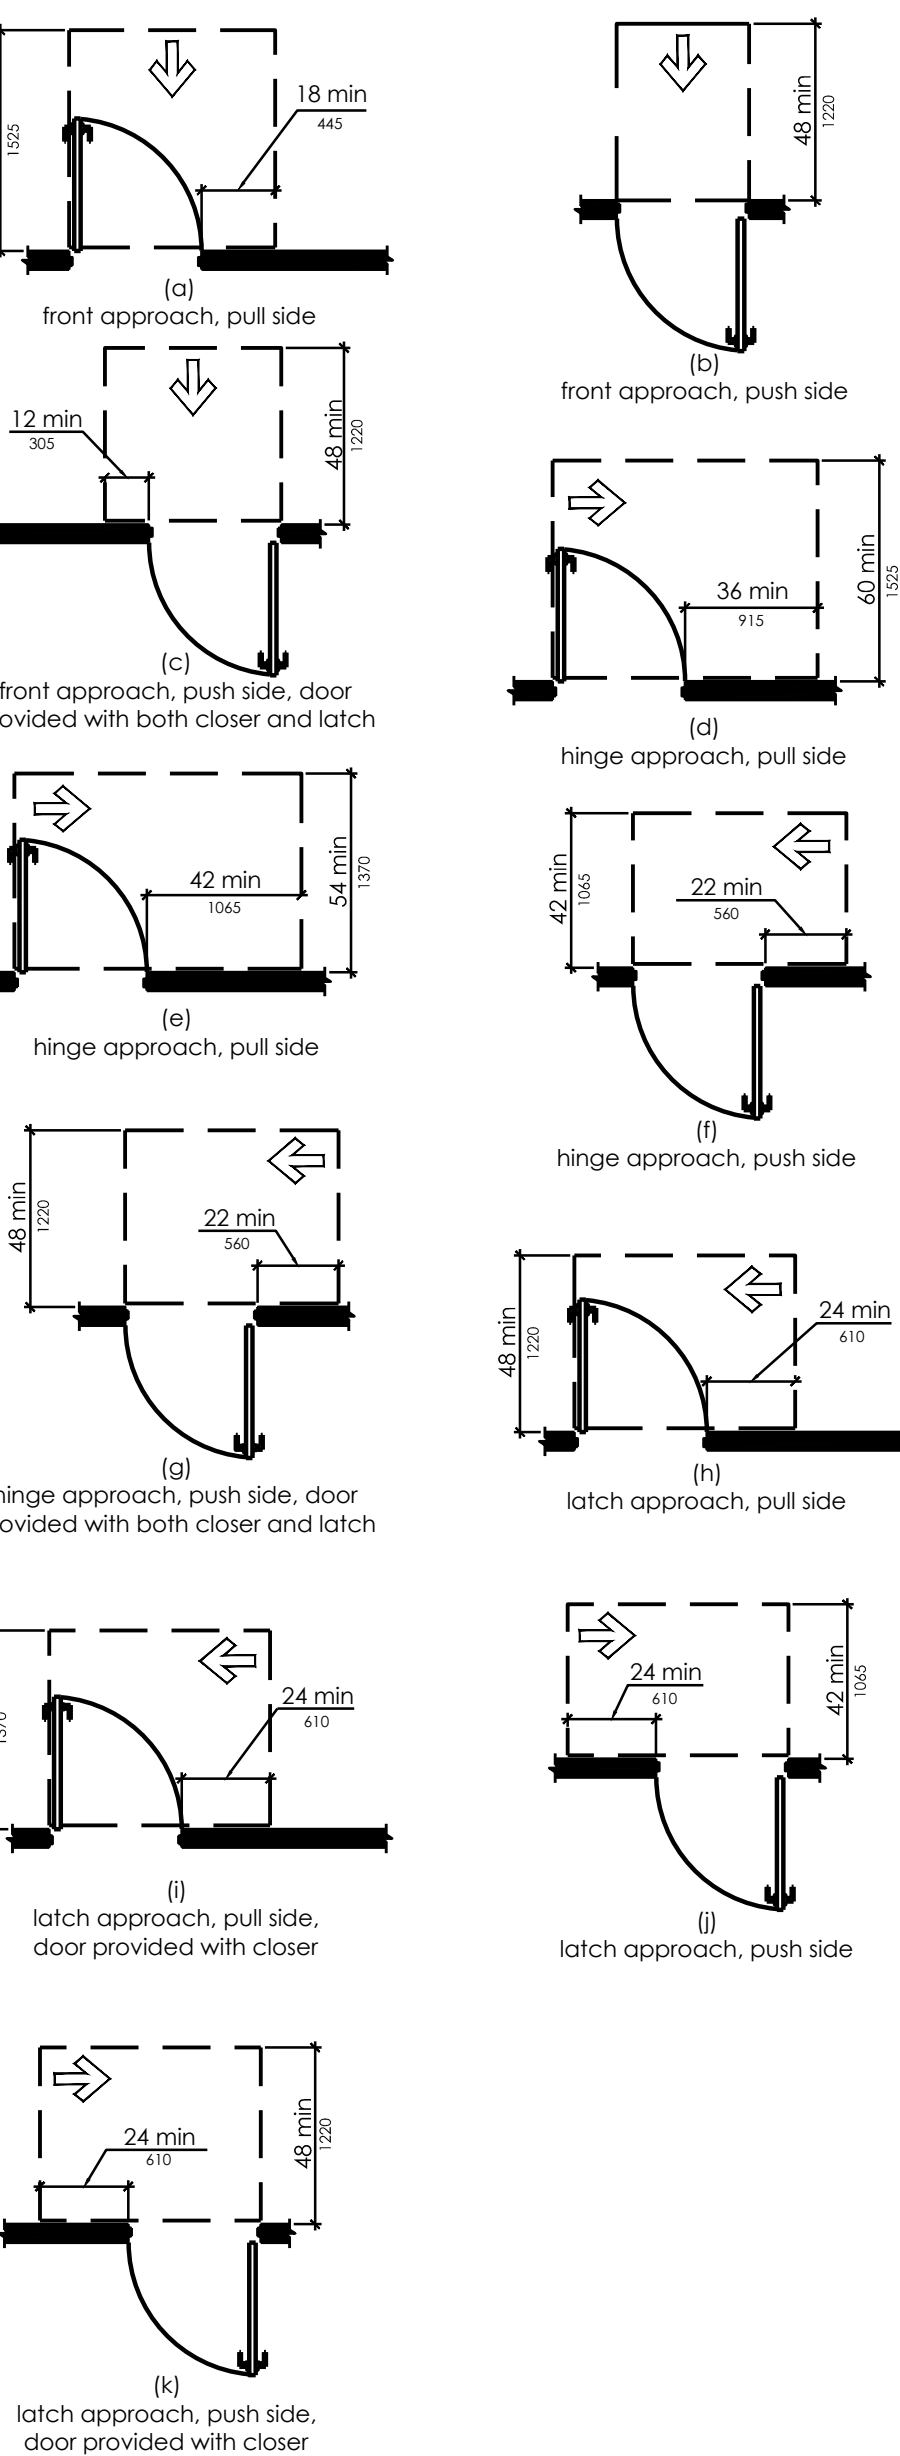 1525
18 min
445
(a)
front approach, pull side
48 min
1220
(b)
front approach, push side
12 min
305
48 min
1220
(c)
front approach, push side, door
ovided with both closer and latch
60 min
1525
36 min
915
(d)
hinge approach, pull side
42 min
1065
54 min
1370
(e)
hinge approach, pull side
42 min
1065
22 min
560
(f)
hinge approach, push side
48 min
1220
22 min
560
(g)
hinge approach, push side, door
ovided with both closer and latch
48 min
1220
24 min
610
(h)
latch approach, pull side
1370
24 min
610
(i)
latch approach, pull side,
door provided with closer
24 min
610
42 min
1065
(j)
latch approach, push side
24 min
610
48 min
1220
(k)
latch approach, push side,
door provided with closer